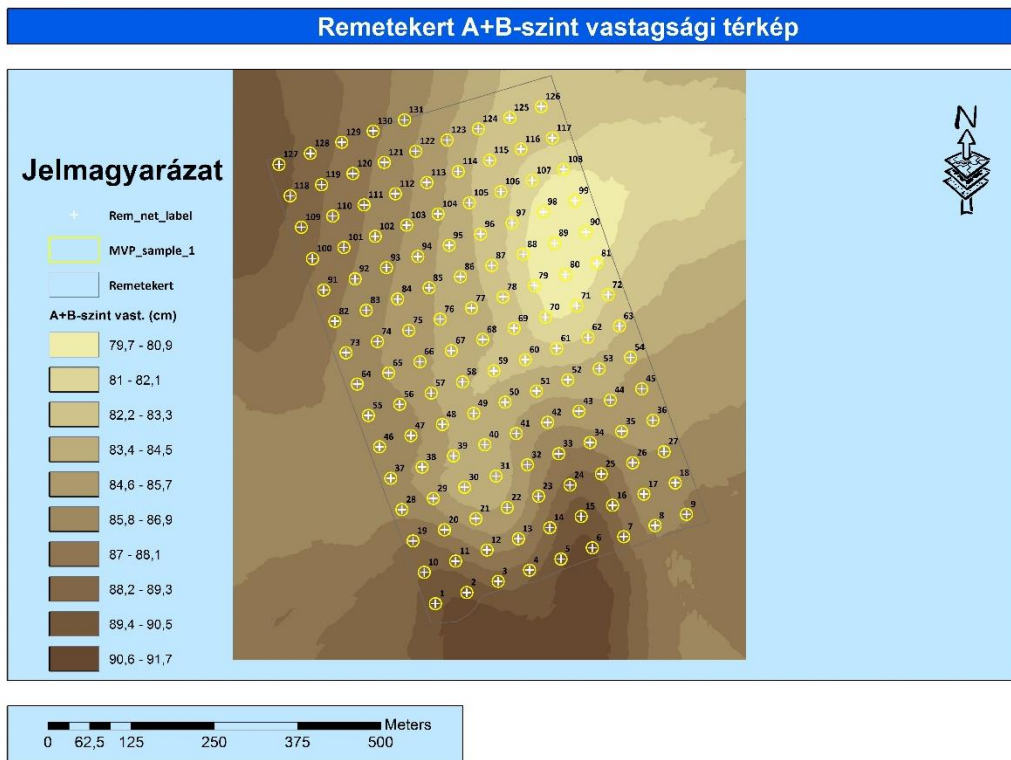 Remetekert A+B-szint vastagsági térkép
Jelmagyarázat
Rem_net_label
MVP_sample_1
Remetekert
A+B-szint vast. (cm)
79,7 - 80,9
81 - 82,1
82,2 - 83,3
83,4 - 84,5
84,6 - 85,7
85,8 - 86,9
87 - 88,1
88,2 - 89,3
89,4 - 90,5
90,6 - 91,7
N
126
125
131 130 129 128 127
124 123 122 121 120 119 118
117 116 115 114 113 112 111 110 109
108 107 106 105 104 103 102 101 100
99 98 97 96 95 94 93 92 91
90 89 88 87 86 85 84 83 82
81 80 79 78 77 76 75 74 73
72 71 70 69 68 67 66 65 64
63 62 61 60 59 58 57 56 55
54 53 52 51 50 49 48 47 46
45 44 43 42 41 40 39 38 37
36 35 34 33 32 31 30 29 28
27 26 25 24 23 22 21 20 19
18 17 16 15 14 13 12 11 10
9 8 7 6 5 4 3 2 1
Meters
0 62,5 125 250 375 500